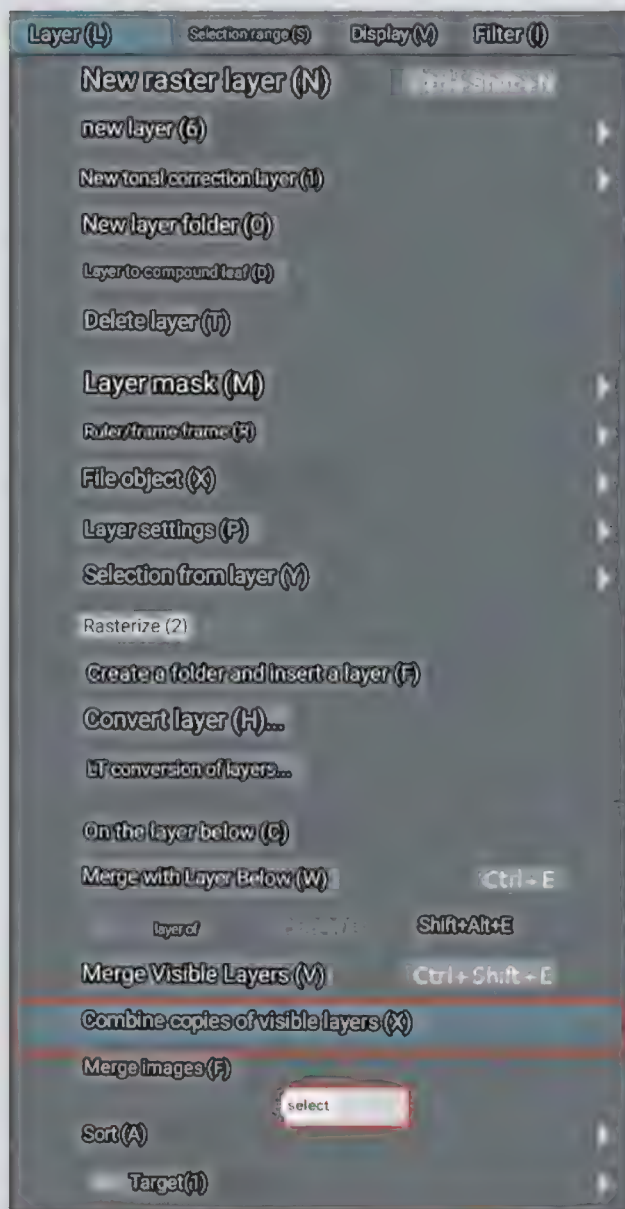 Layer (L) Selection range (S) Display (V) Filter (I)
New raster layer (N)
new layer (6)
New tonal correction layer (1)
New layer folder (O)
Layer to compound leaf (D)
Delete layer (T)
Layer mask (M)
Ruler/frame frame (R)
File object (X)
Layer settings (P)
Selection from layer (Y)
Rasterize (2)
Create a folder and insert a layer (F)
Convert layer (H)...
LT conversion of layers...
On the layer below (C)
Merge with Layer Below (W) Ctrl + E
layer of Shift+Alt+E
Merge Visible Layers (V) Ctrl + Shift + E
Combine copies of visible layers (X)
Merge images (F)
select
Sort (A)
Target(1)